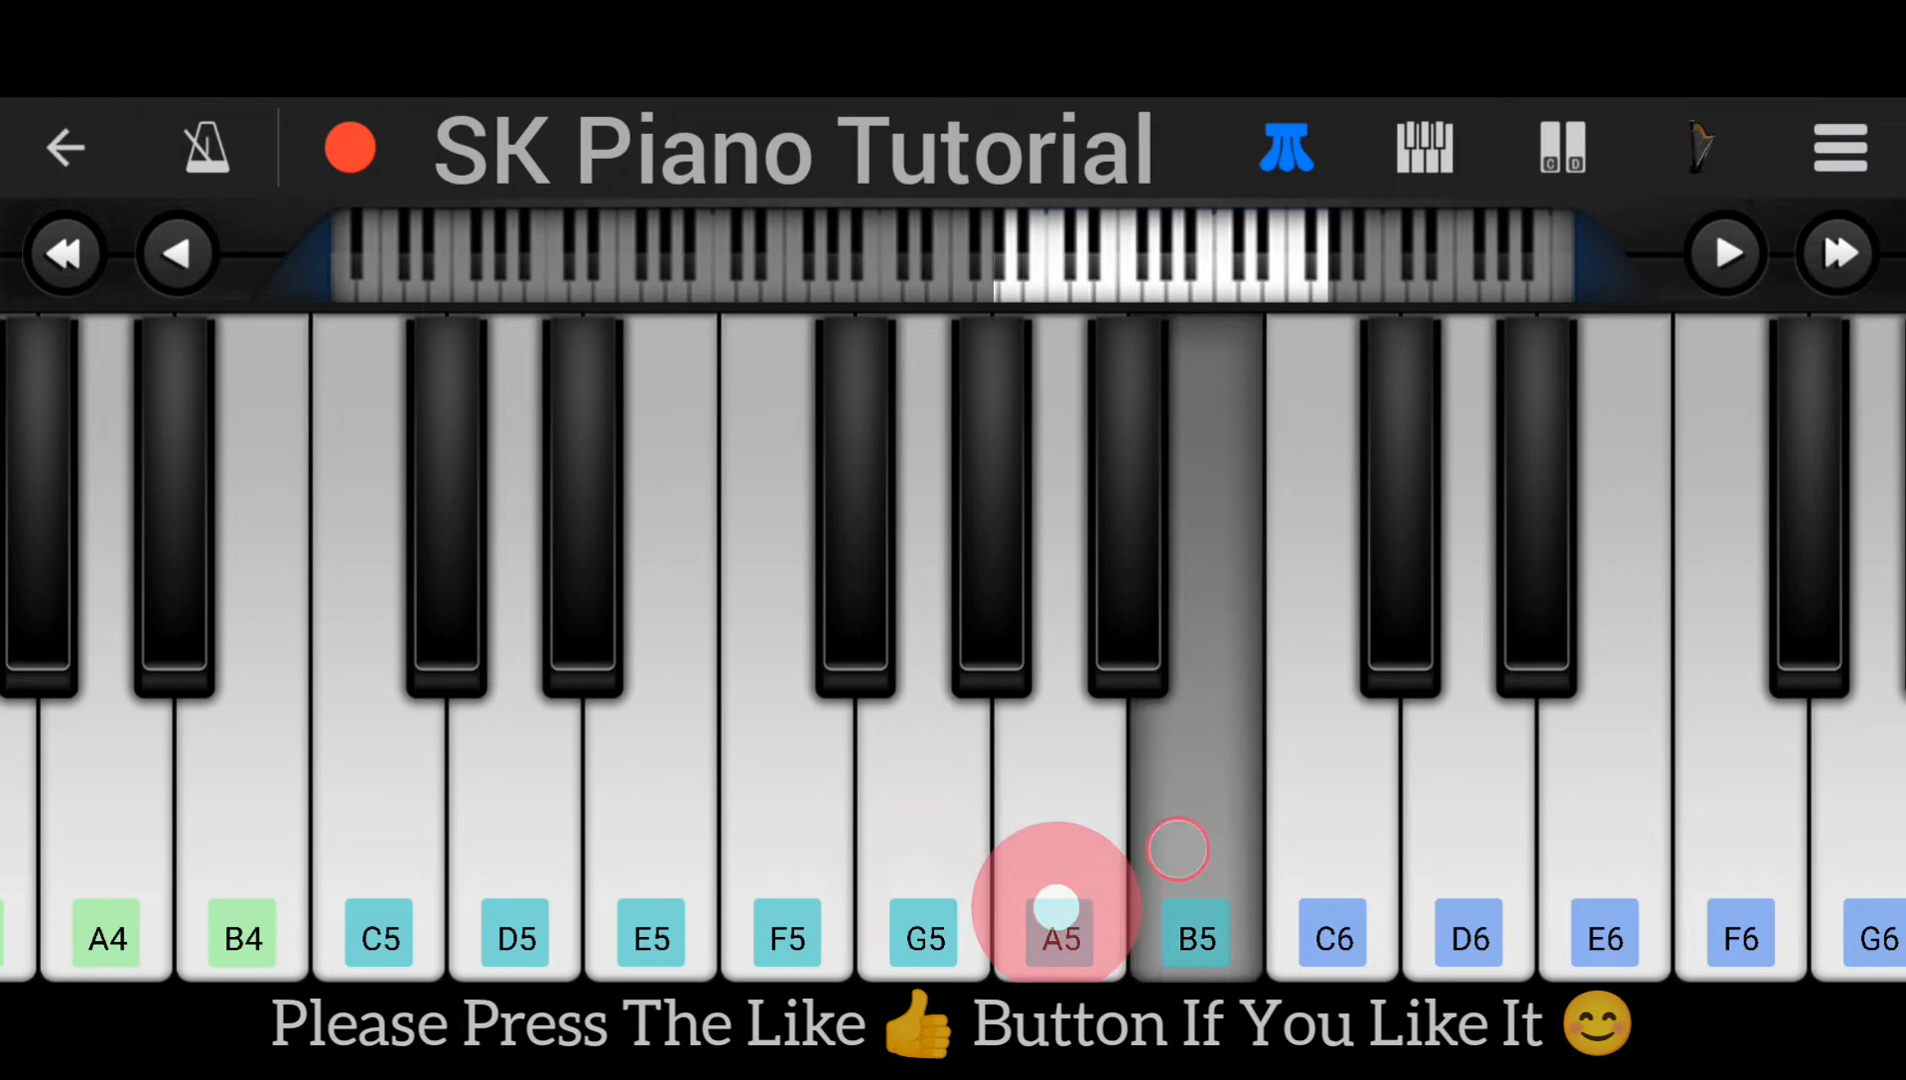 SK Piano Tutorial
C D
A4 B4 C5 D5 E5 F5 G5 A5 B5 C6 D6 E6 F6 G6
Please Press The Like 👍 Button If You Like It 😊